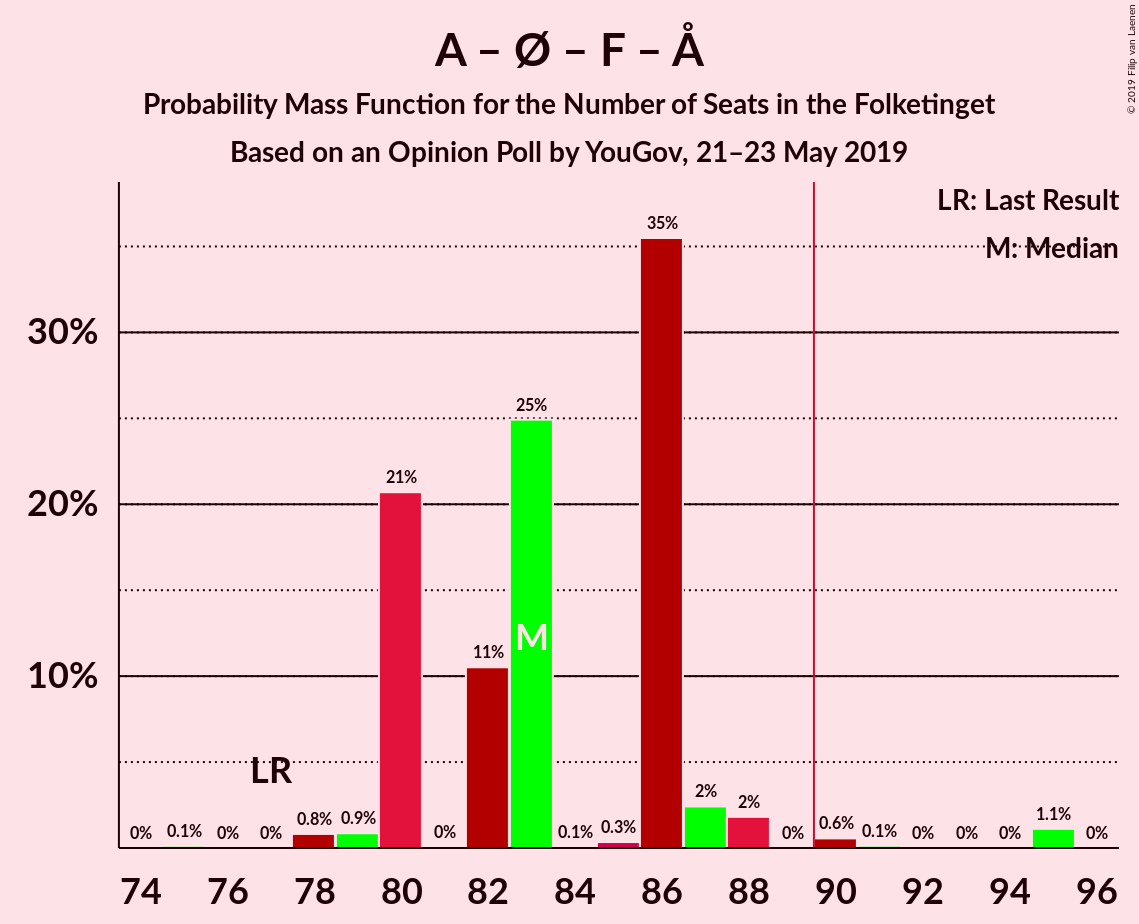 A – Ø – F – Å
Probability Mass Function for the Number of Seats in the Folketinget
Based on an Opinion Poll by YouGov, 21–23 May 2019
© 2019 Filip van Laenen
LR: Last Result
M: Median
30%
20%
10%
0% 0.1% 0% 0% 0.8% 0.9% 21% 0% 11% 25% 0.1% 0.3% 35% 2% 2% 0% 0.6% 0.1% 0% 0% 0% 1.1% 0%
LR
M
74 76 78 80 82 84 86 88 90 92 94 96